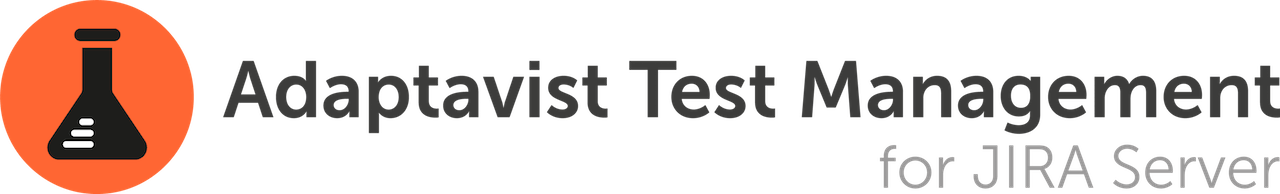 Adaptavist Test Management
for JIRA Server